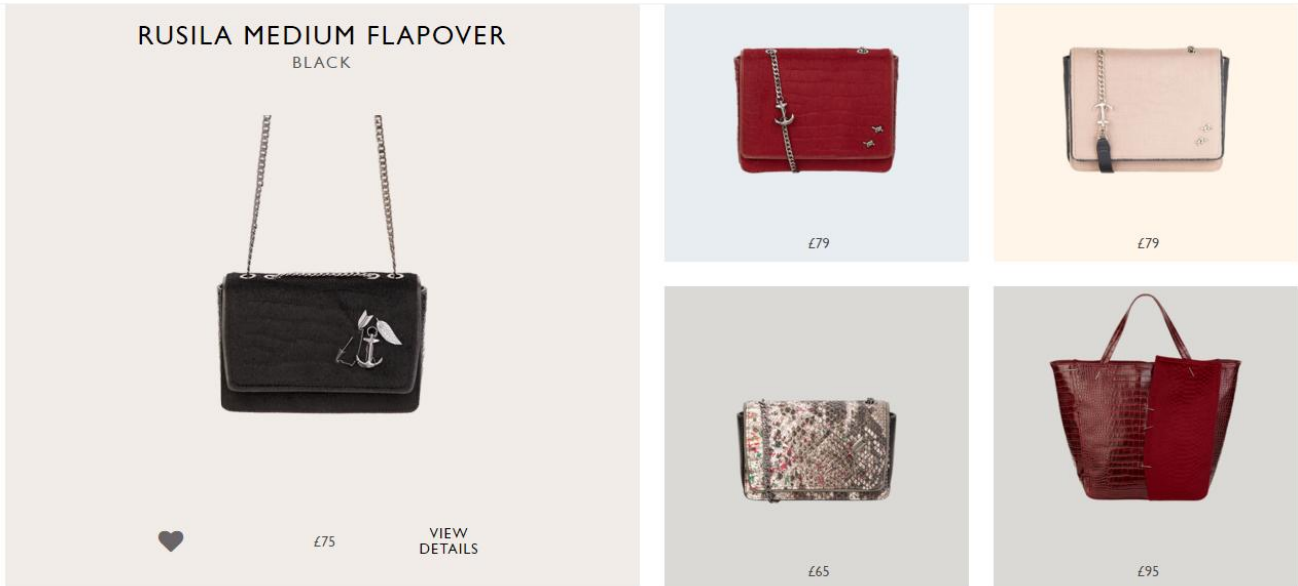 RUSILA MEDIUM FLAPOVER
BLACK
£75
VIEW
DETAILS
£79
£79
£65
£95